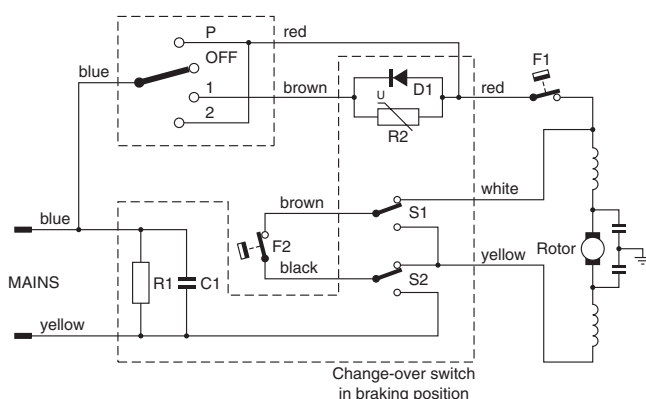 P
red
F1
OFF
blue
U
D1
red
1
brown
R2
2
brown
white
S1
blue
F2
yellow
Rotor
black
S2
MAINS
R1
C1
yellow
Change-over switch
in braking position